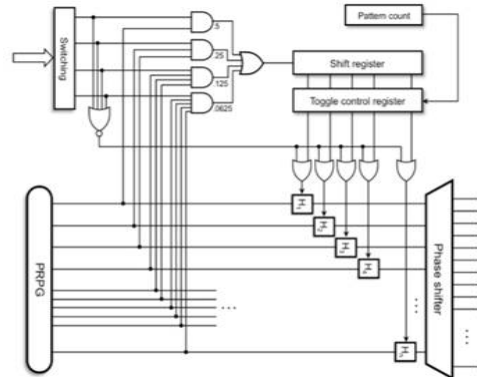 Switching
.5
.25
.125
.0625
Pattern count
Shift register
Toggle control register
H₁
H₂
H₃
H₄
PRPG
Phase shifter